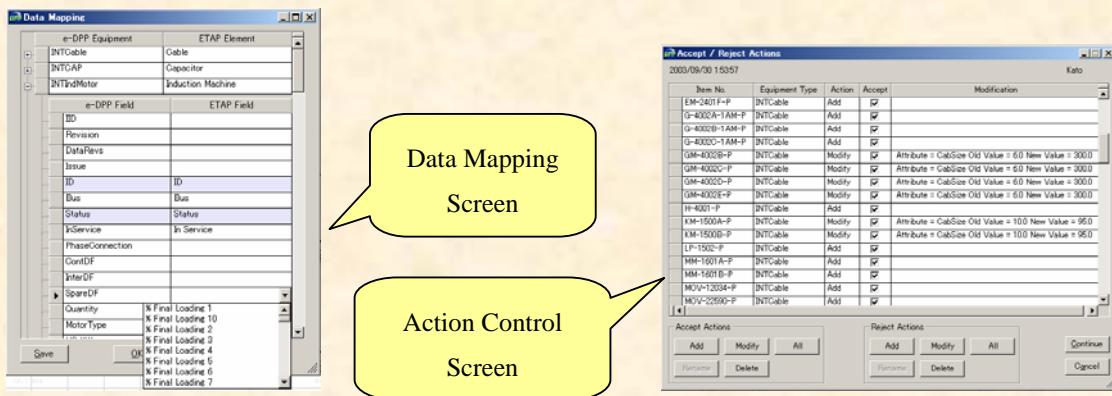 Data Mapping
e-DPP Equipment ETAP Element
INTCable Cable
INTCAP Capacitor
INTIndMotor Induction Machine
e-DPP Field ETAP Field
IID
Revision
DataRevs
Issue
ID ID
Bus Bus
Status Status
InService In Service
PhaseConnection
ContDF
InterDF
SpareDF
Quantity
MotorType
% Final Loading 1
% Final Loading 10
% Final Loading 2
% Final Loading 3
% Final Loading 4
% Final Loading 5
% Final Loading 6
% Final Loading 7
Save
Data Mapping
Screen
Action Control
Screen
Accept / Reject Actions
2003/09/30 1:53:57 Kato
Item No. Equipment Type Action Accept Modification
EM-2401F-P INTCable Add
G-4002A-1AM-P INTCable Add
G-4002B-1AM-P INTCable Add
G-4002C-1AM-P INTCable Add
GM-4002B-P INTCable Modify Attribute = CabSize Old Value = 6.0 New Value = 300.0
GM-4002C-P INTCable Modify Attribute = CabSize Old Value = 6.0 New Value = 300.0
GM-4002D-P INTCable Modify Attribute = CabSize Old Value = 6.0 New Value = 300.0
GM-4002E-P INTCable Modify Attribute = CabSize Old Value = 6.0 New Value = 300.0
H-4001-P INTCable Add
KM-1500A-P INTCable Modify Attribute = CabSize Old Value = 10.0 New Value = 95.0
KM-1500B-P INTCable Modify Attribute = CabSize Old Value = 10.0 New Value = 95.0
LP-1502-P INTCable Add
MM-1601A-P INTCable Add
MM-1601B-P INTCable Add
MOV-12034-P INTCable Add
MOV-22590-P INTCable Add
Accept Actions Reject Actions
Add Modify All Add Modify All Continue
Rename Delete Rename Delete Cancel